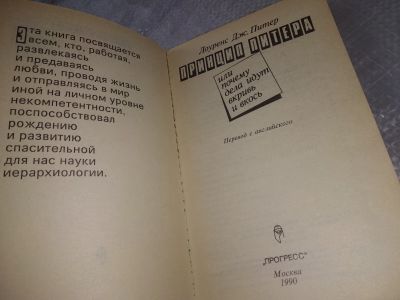 Эта книга посвящается
всем, кто, работая,
развлекаясь
и предаваясь
любви, проводя жизнь
и отправляясь в мир
иной на личном уровне
некомпетентности,
поспособствовал
рождению
и развитию
спасительной
для нас науки
иерархиологии.
Лоуренс Дж. Питер
ПРИНЦИП ПИТЕРА
или
почему
дела идут
вкривь
и вкось
Перевод с английского
„ПРОГРЕСС"
Москва
1990